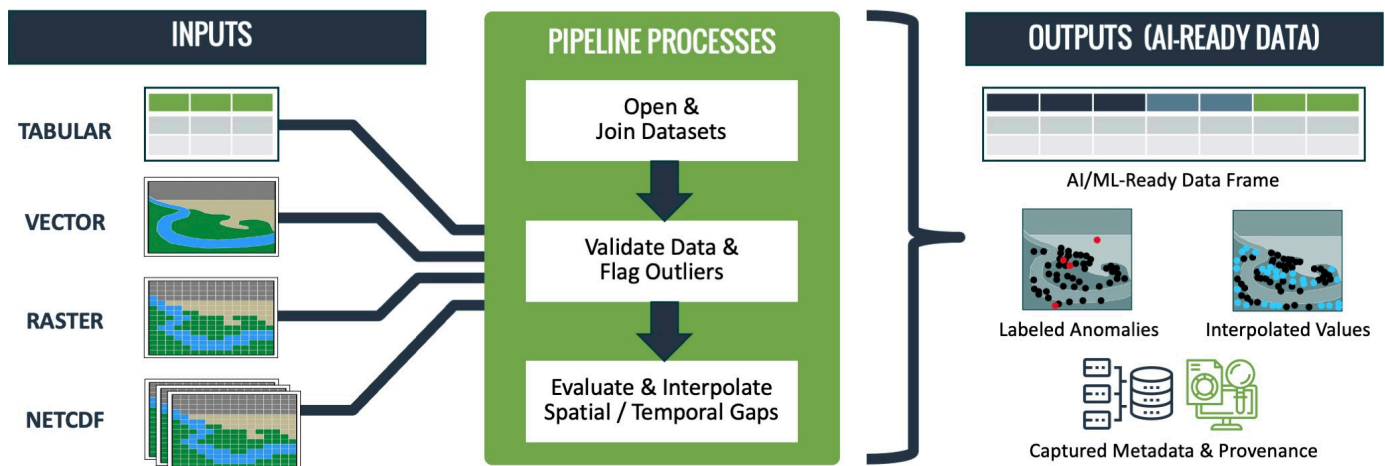 INPUTS
TABULAR
VECTOR
RASTER
NETCDF
PIPELINE PROCESSES
Open &
Join Datasets
Validate Data &
Flag Outliers
Evaluate & Interpolate
Spatial / Temporal Gaps
OUTPUTS (AI-READY DATA)
AI/ML-Ready Data Frame
Labeled Anomalies
Interpolated Values
Captured Metadata & Provenance